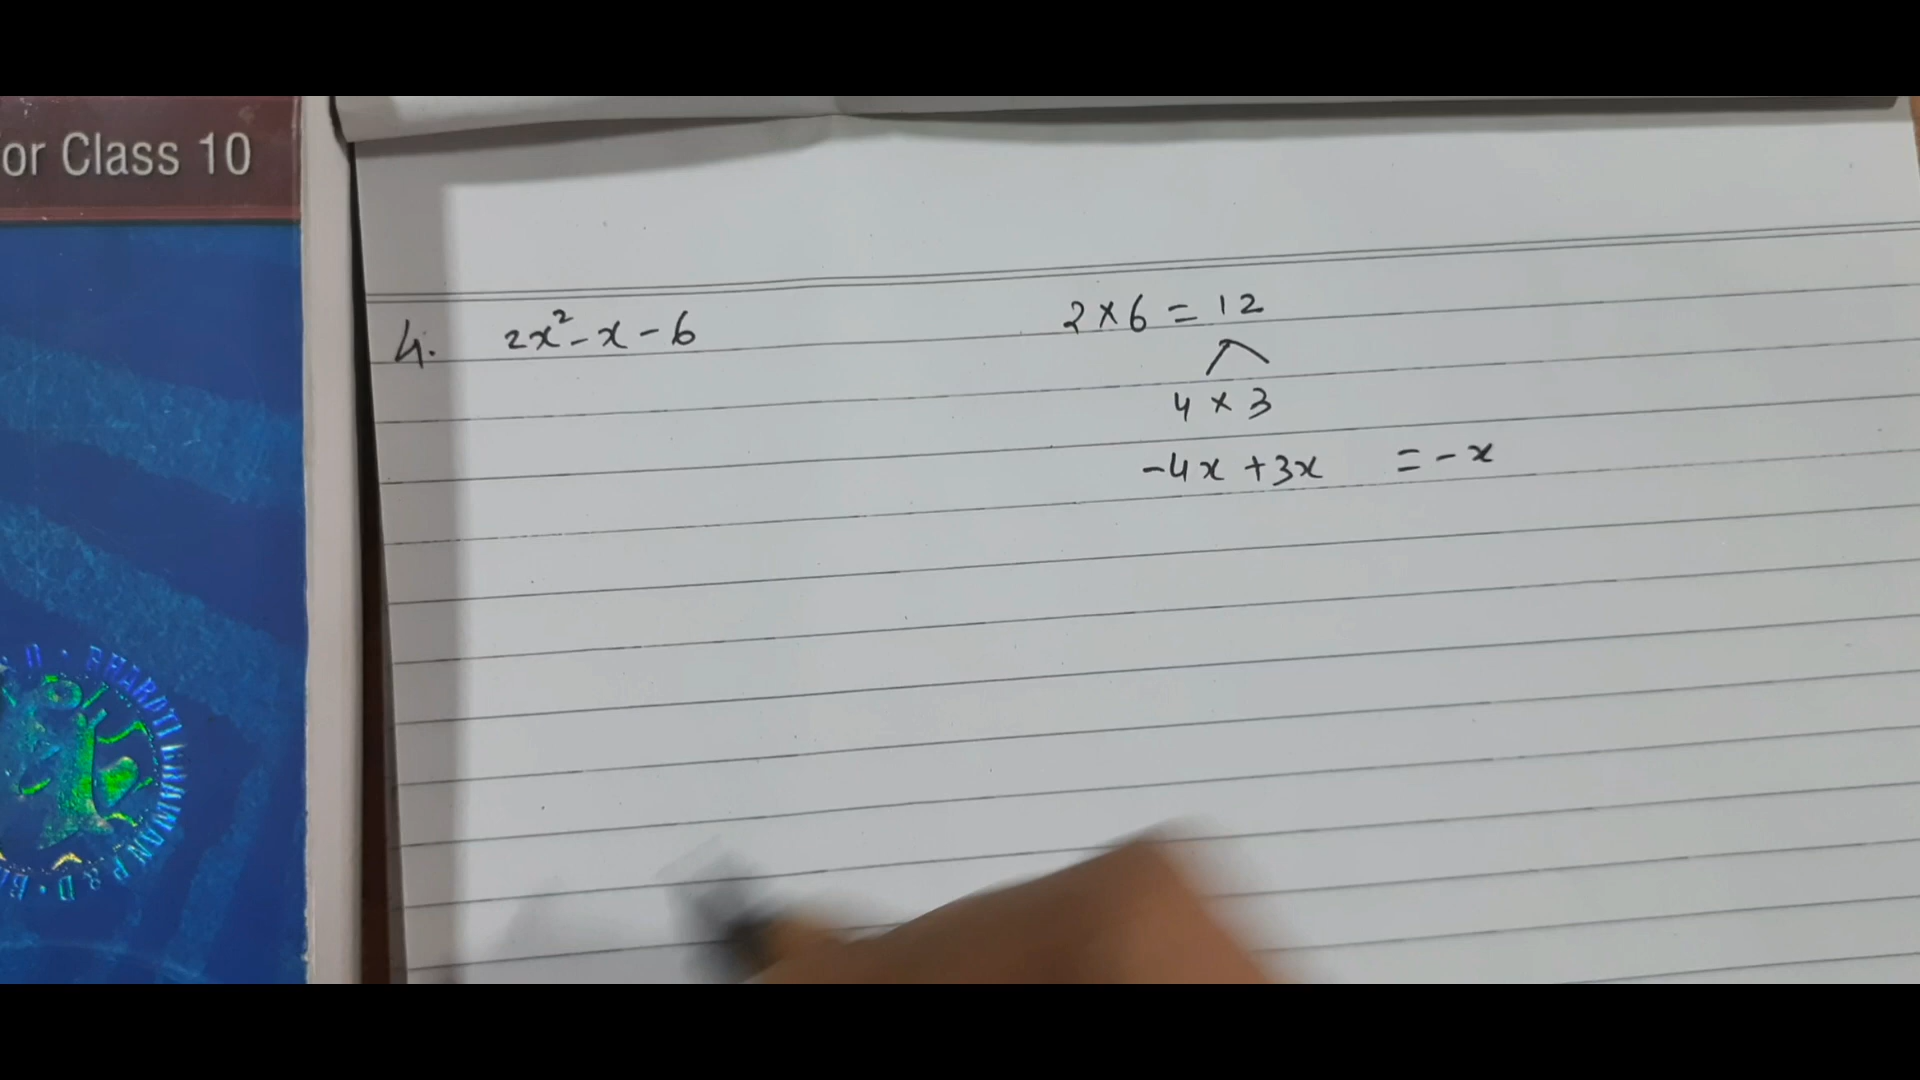 or Class 10
4. 2x² - x - 6
2 × 6 = 12
4 × 3
-4x + 3x = -x